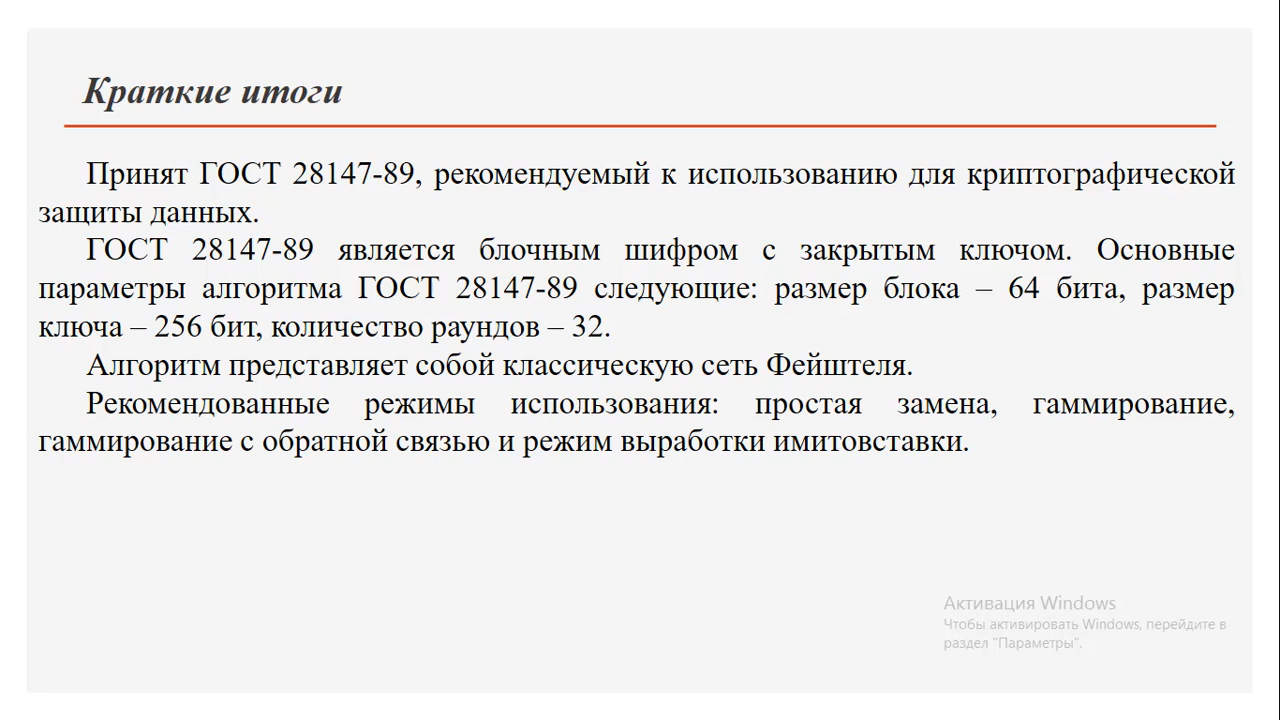 Краткие итоги
Принят ГОСТ 28147-89, рекомендуемый к использованию для криптографической
защиты данных.
ГОСТ 28147-89 является блочным шифром с закрытым ключом. Основные
параметры алгоритма ГОСТ 28147-89 следующие: размер блока – 64 бита, размер
ключа – 256 бит, количество раундов – 32.
Алгоритм представляет собой классическую сеть Фейштеля.
Рекомендованные режимы использования: простая замена, гаммирование,
гаммирование с обратной связью и режим выработки имитовставки.
Активация Windows
Чтобы активировать Windows, перейдите в
раздел "Параметры".